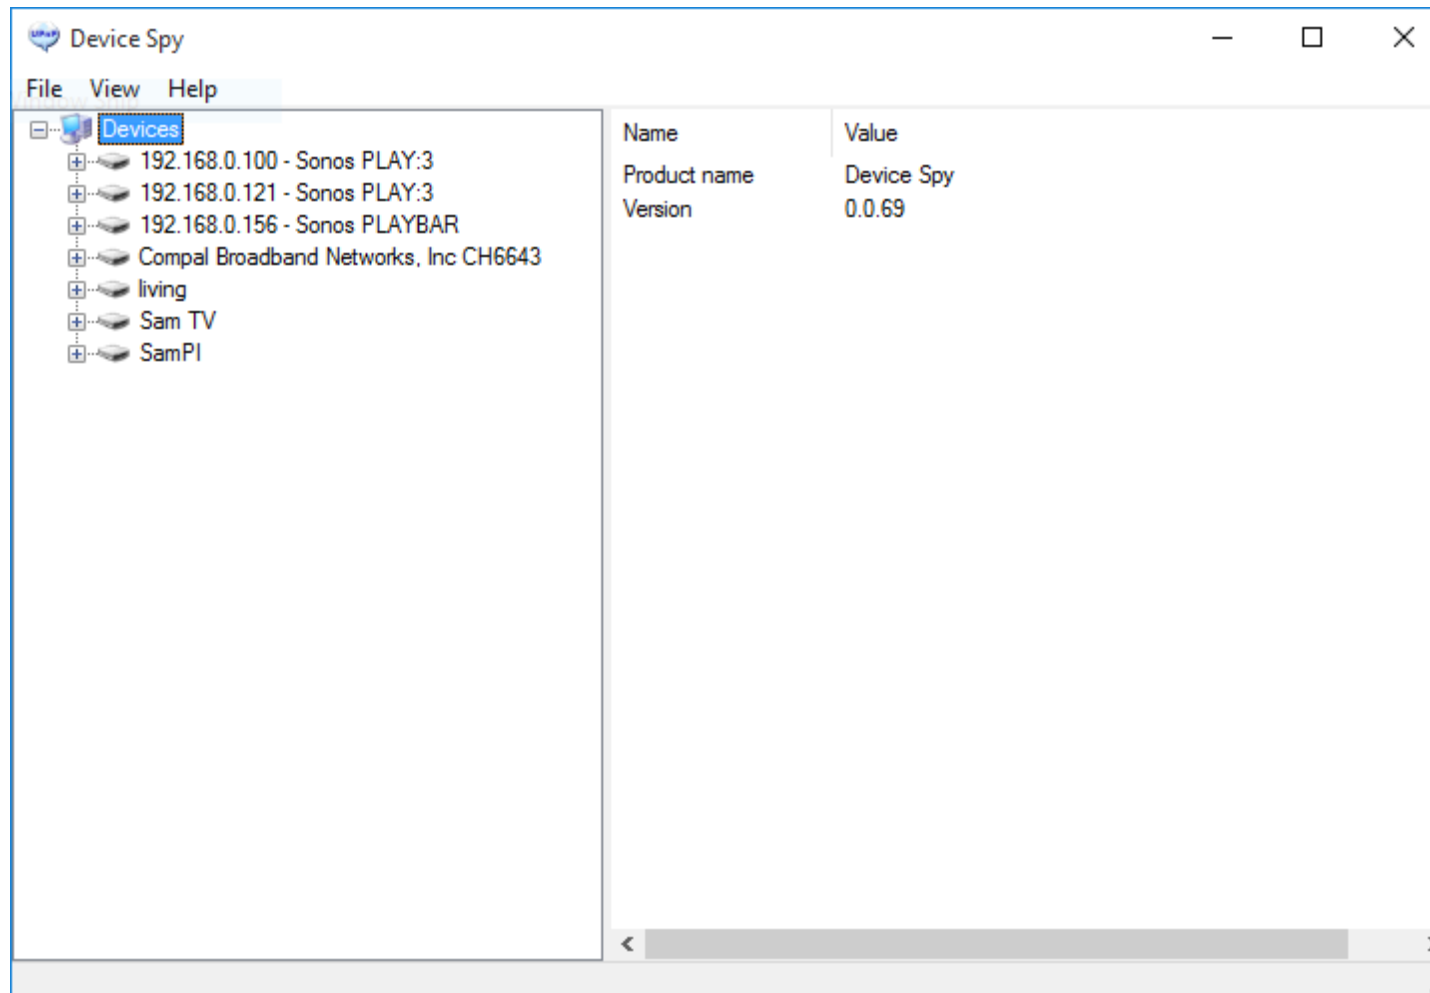 Device Spy
File View Help
Devices
192.168.0.100 - Sonos PLAY:3
192.168.0.121 - Sonos PLAY:3
192.168.0.156 - Sonos PLAYBAR
Compal Broadband Networks, Inc CH6643
living
Sam TV
SamPI
Name Value
Product name Device Spy
Version 0.0.69